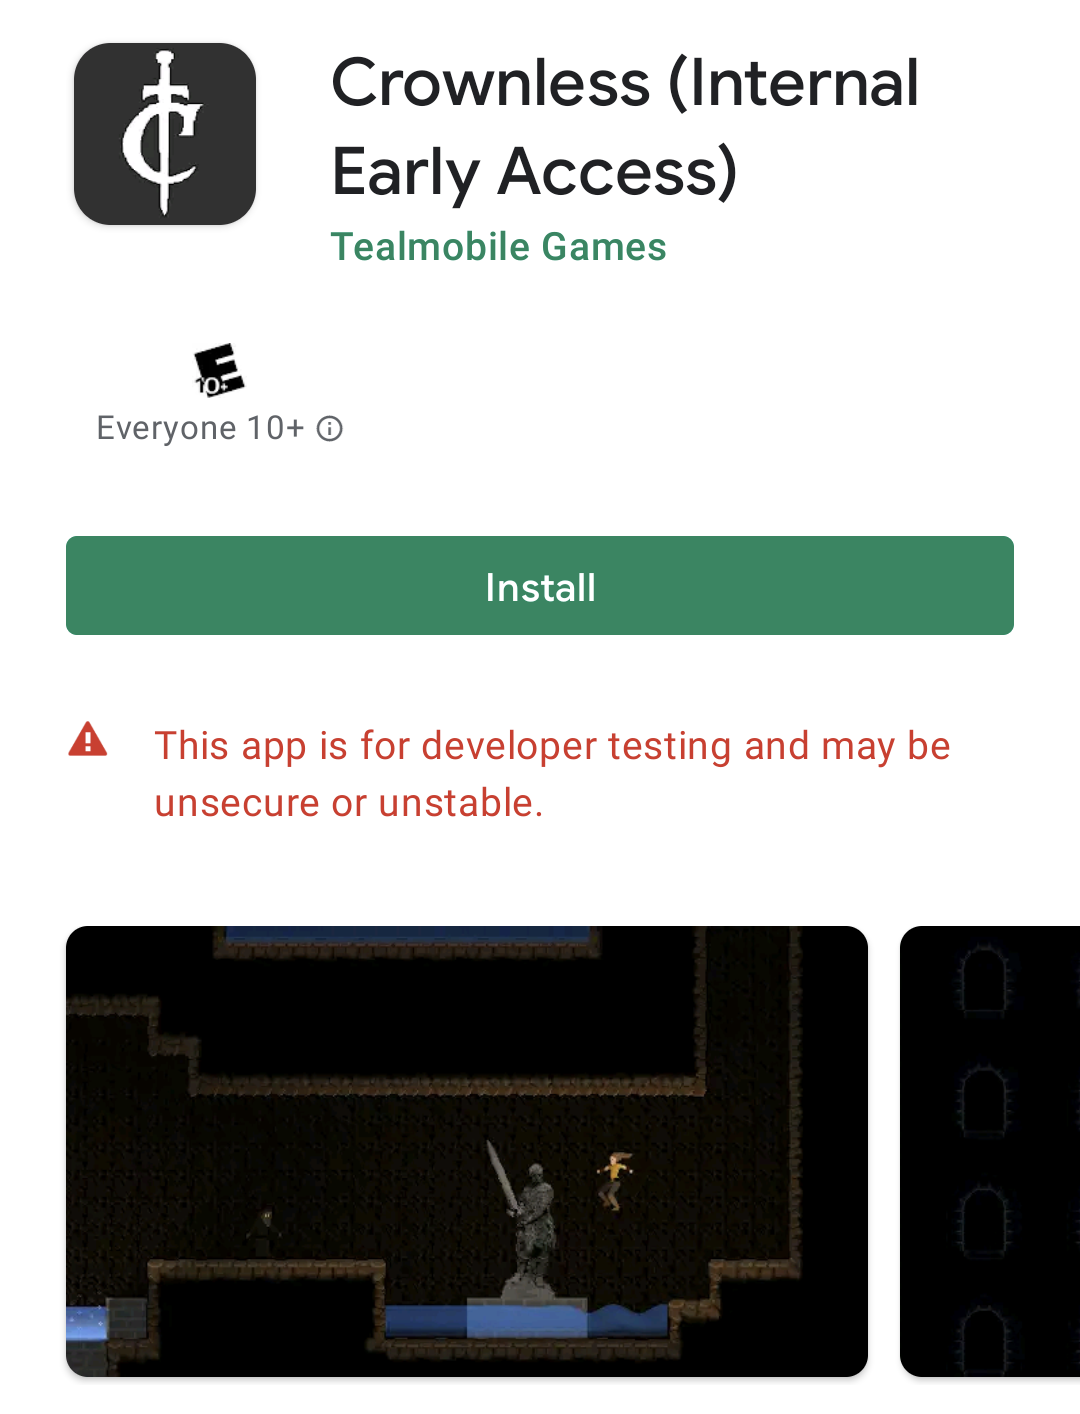 Crownless (Internal
Early Access)
Tealmobile Games
10+
Everyone 10+
Install
This app is for developer testing and may be
unsecure or unstable.